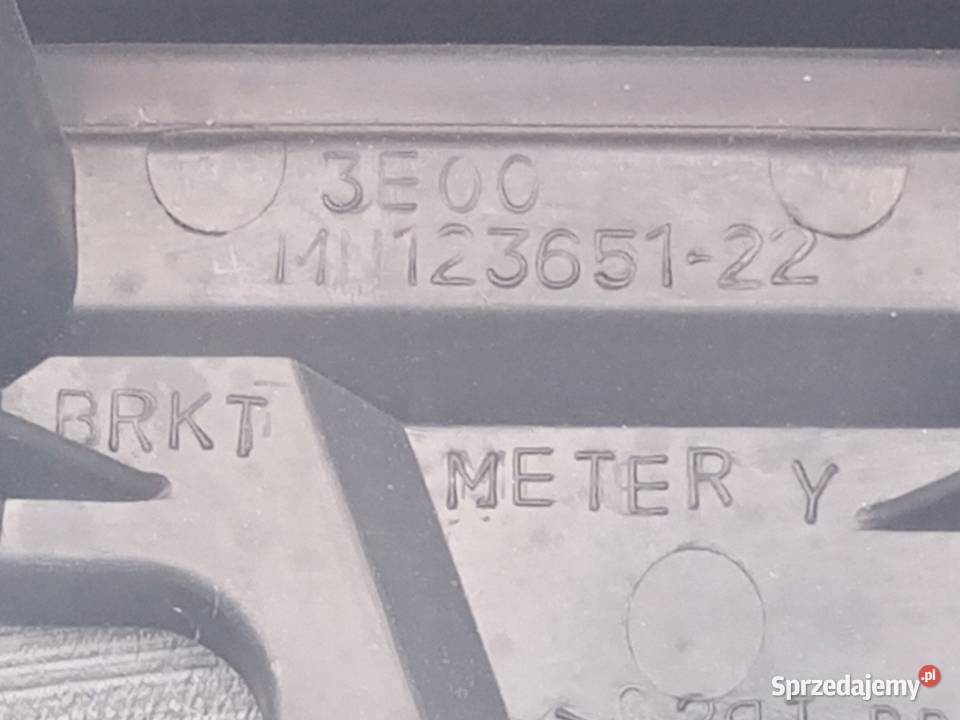 3E00
MN123651-22
BRKT
METER Y
Sprzedajemy.pl